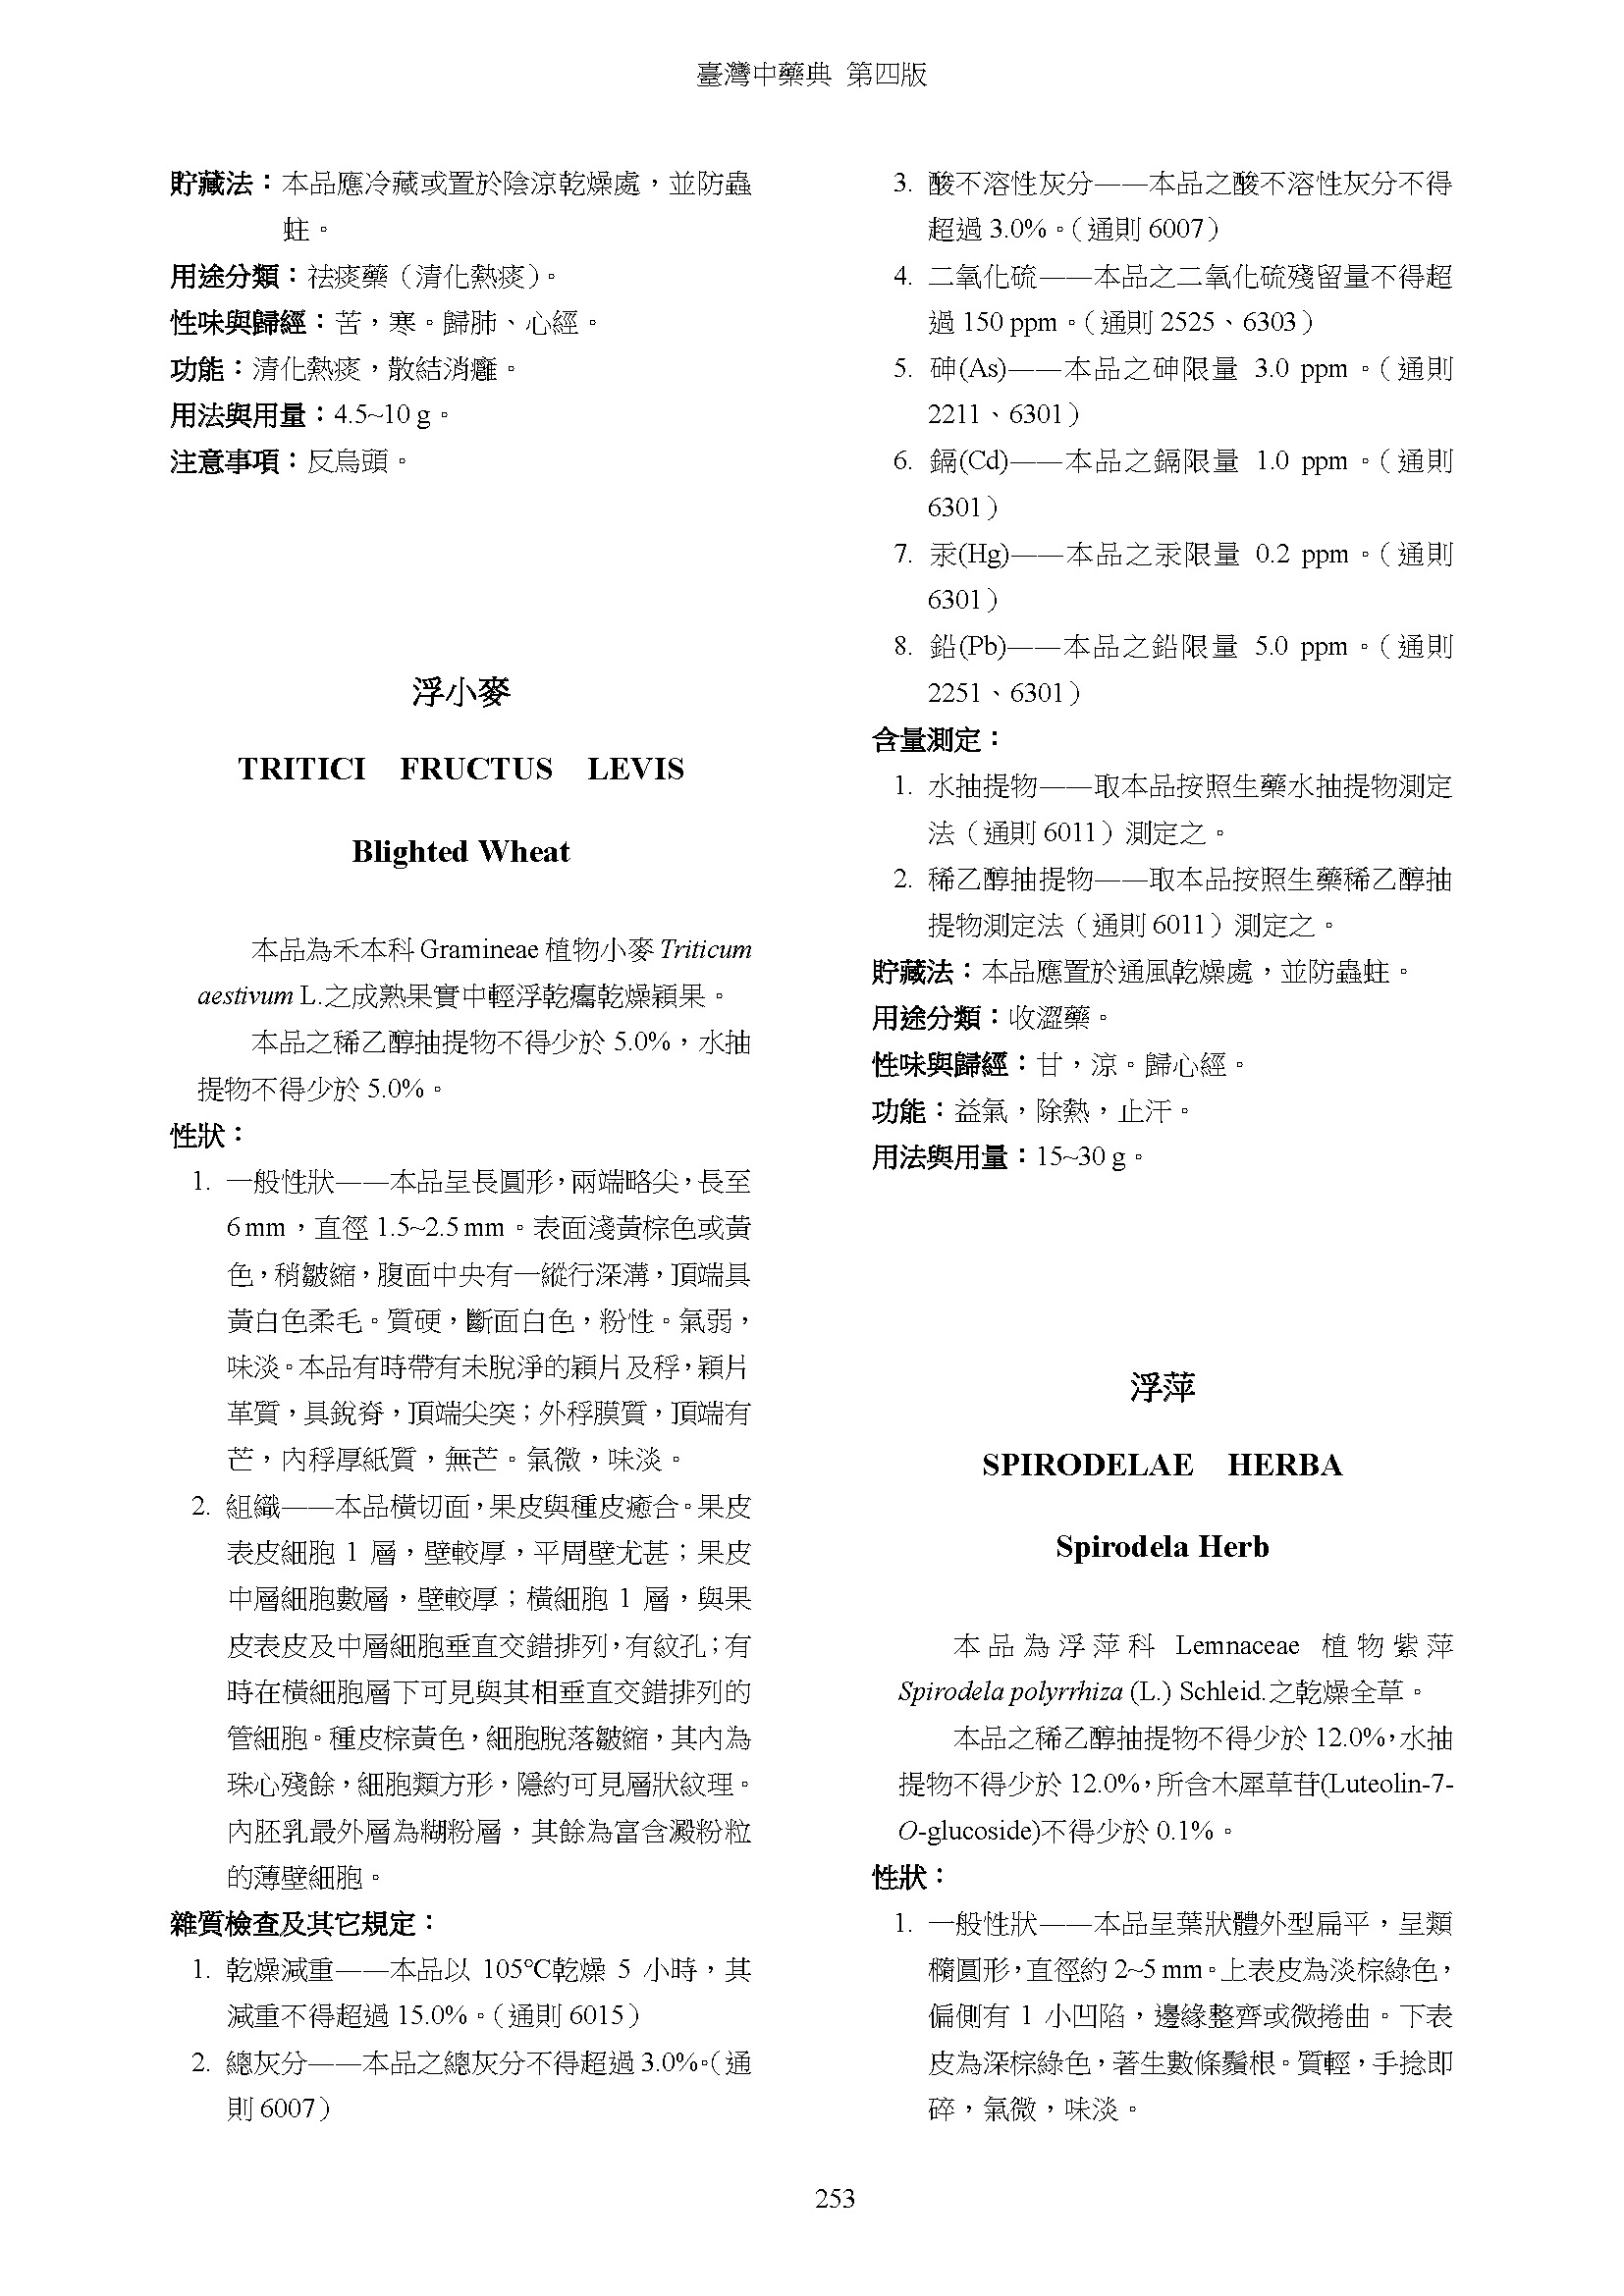 臺灣中藥典 第四版
貯藏法：本品應冷藏或置於陰涼乾燥處，並防蟲
蛀。
用途分類：祛痰藥（清化熱痰）。
性味與歸經：苦，寒。歸肺、心經。
功能：清化熱痰，散結消癰。
用法與用量：4.5~10 g。
注意事項：反烏頭。
浮小麥
TRITICI FRUCTUS LEVIS
Blighted Wheat
本品為禾本科 Gramineae 植物小麥 Triticum
aestivum L.之成熟果實中輕浮乾癟乾燥穎果。
本品之稀乙醇抽提物不得少於 5.0%，水抽
提物不得少於 5.0%。
性狀：
1. 一般性狀——本品呈長圓形，兩端略尖，長至
6 mm，直徑 1.5~2.5 mm。表面淺黃棕色或黃
色，稍皺縮，腹面中央有一縱行深溝，頂端具
黃白色柔毛。質硬，斷面白色，粉性。氣弱，
味淡。本品有時帶有未脫淨的穎片及稃，穎片
革質，具銳脊，頂端尖突；外稃膜質，頂端有
芒，內稃厚紙質，無芒。氣微，味淡。
2. 組織——本品橫切面，果皮與種皮癒合。果皮
表皮細胞 1 層，壁較厚，平周壁尤甚；果皮
中層細胞數層，壁較厚；橫細胞 1 層，與果
皮表皮及中層細胞垂直交錯排列，有紋孔；有
時在橫細胞層下可見與其相垂直交錯排列的
管細胞。種皮棕黃色，細胞脫落皺縮，其內為
珠心殘餘，細胞類方形，隱約可見層狀紋理。
內胚乳最外層為糊粉層，其餘為富含澱粉粒
的薄壁細胞。
雜質檢查及其它規定：
1. 乾燥減重——本品以 105℃乾燥 5 小時，其
減重不得超過 15.0%。（通則 6015）
2. 總灰分——本品之總灰分不得超過 3.0%。（通
則 6007）
3. 酸不溶性灰分——本品之酸不溶性灰分不得
超過 3.0%。（通則 6007）
4. 二氧化硫——本品之二氧化硫殘留量不得超
過 150 ppm。（通則 2525、6303）
5. 砷(As)——本品之砷限量 3.0 ppm。（通則
2211、6301）
6. 鎘(Cd)——本品之鎘限量 1.0 ppm。（通則
6301）
7. 汞(Hg)——本品之汞限量 0.2 ppm。（通則
6301）
8. 鉛(Pb)——本品之鉛限量 5.0 ppm。（通則
2251、6301）
含量測定：
1. 水抽提物——取本品按照生藥水抽提物測定
法（通則 6011）測定之。
2. 稀乙醇抽提物——取本品按照生藥稀乙醇抽
提物測定法（通則 6011）測定之。
貯藏法：本品應置於通風乾燥處，並防蟲蛀。
用途分類：收澀藥。
性味與歸經：甘，涼。歸心經。
功能：益氣，除熱，止汗。
用法與用量：15~30 g。
浮萍
SPIRODELAE HERBA
Spirodela Herb
本品為浮萍科 Lemnaceae 植物紫萍
Spirodela polyrrhiza (L.) Schleid.之乾燥全草。
本品之稀乙醇抽提物不得少於 12.0%，水抽
提物不得少於 12.0%，所含木犀草苷(Luteolin-7-
O-glucoside)不得少於 0.1%。
性狀：
1. 一般性狀——本品呈葉狀體外型扁平，呈類
橢圓形，直徑約 2~5 mm。上表皮為淡棕綠色，
偏側有 1 小凹陷，邊緣整齊或微捲曲。下表
皮為深棕綠色，著生數條鬚根。質輕，手捻即
碎，氣微，味淡。
253